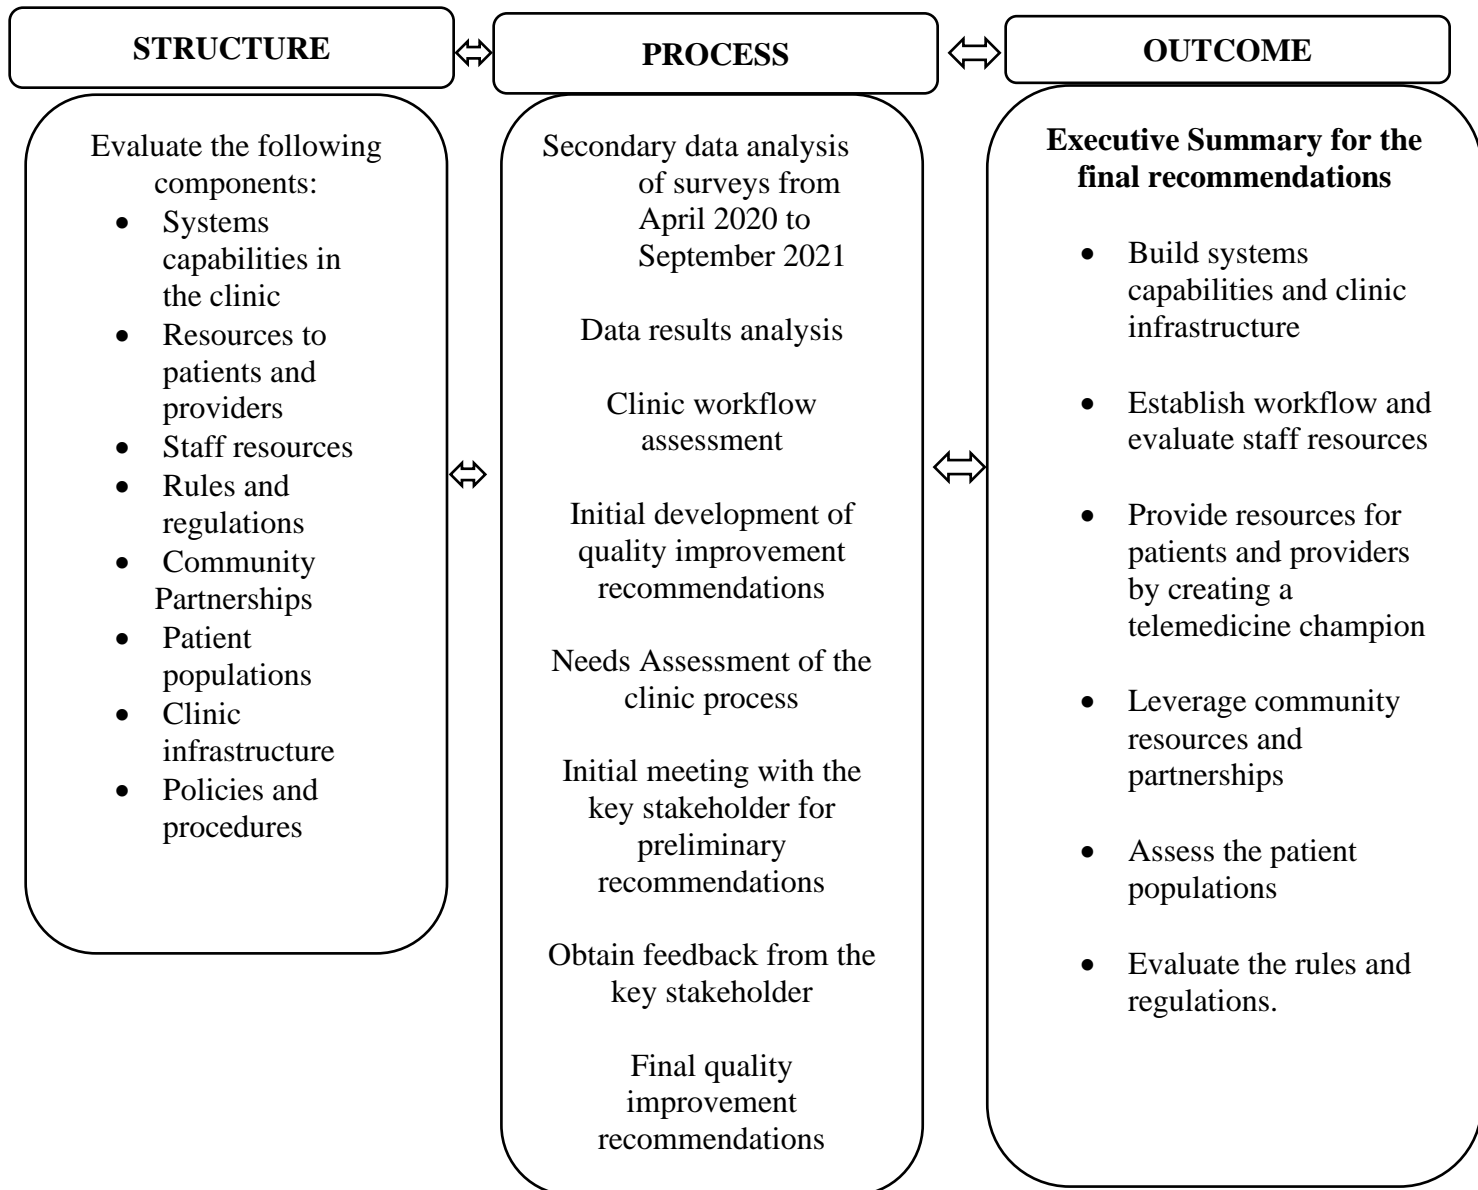 STRUCTURE
Evaluate the following
components:
• Systems
capabilities in
the clinic
• Resources to
patients and
providers
• Staff resources
• Rules and
regulations
• Community
Partnerships
• Patient
populations
• Clinic
infrastructure
• Policies and
procedures
PROCESS
Secondary data analysis
of surveys from
April 2020 to
September 2021
Data results analysis
Clinic workflow
assessment
Initial development of
quality improvement
recommendations
Needs Assessment of the
clinic process
Initial meeting with the
key stakeholder for
preliminary
recommendations
Obtain feedback from the
key stakeholder
Final quality
improvement
recommendations
OUTCOME
Executive Summary for the
final recommendations
• Build systems
capabilities and clinic
infrastructure
• Establish workflow and
evaluate staff resources
• Provide resources for
patients and providers
by creating a
telemedicine champion
• Leverage community
resources and
partnerships
• Assess the patient
populations
• Evaluate the rules and
regulations.